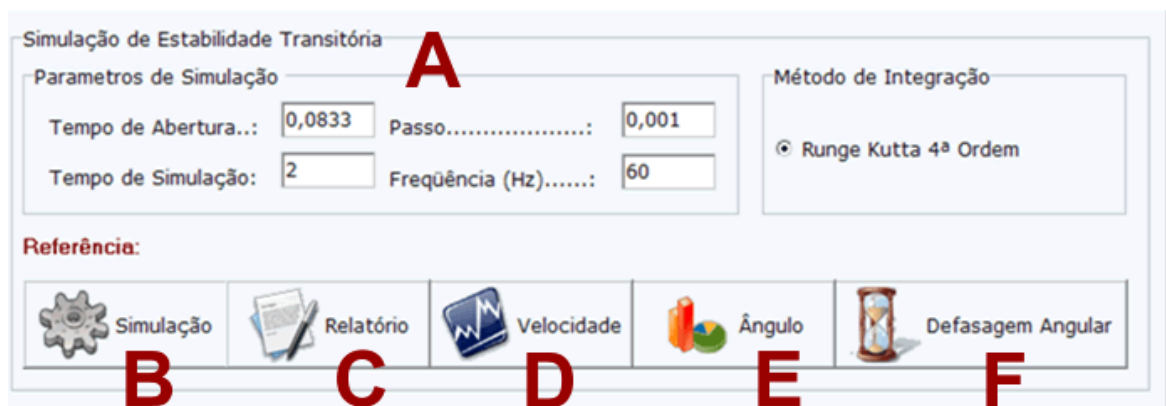 Simulação de Estabilidade Transitória
A
Parametros de Simulação
Método de Integração
Tempo de Abertura..: 0,0833 Passo...................: 0,001
Runge Kutta 4ª Ordem
Tempo de Simulação: 2 Freqüência (Hz)......: 60
Referência:
Simulação Relatório Velocidade Ângulo Defasagem Angular
B C D E F